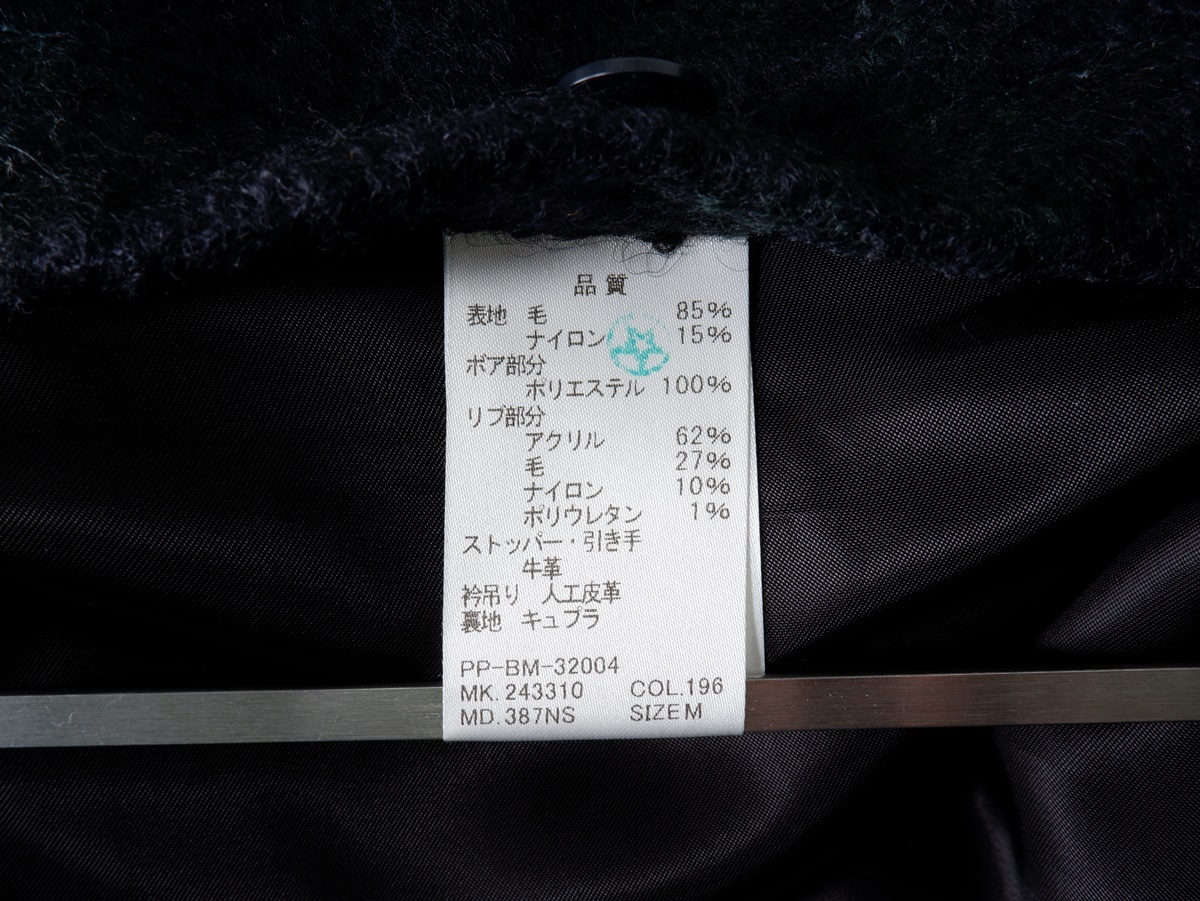 品質
表地 毛 85%
ナイロン 15%
ボア部分
ポリエステル 100%
リブ部分
アクリル 62%
毛 27%
ナイロン 10%
ポリウレタン 1%
ストッパー・引き手
牛革
衿吊り 人工皮革
裏地 キュプラ
PP-BM-32004
MK.243310 COL.196
MD.387NS SIZE M